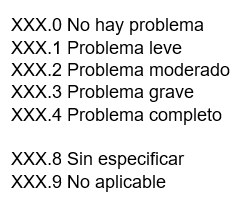 XXX.0 No hay problema
XXX.1 Problema leve
XXX.2 Problema moderado
XXX.3 Problema grave
XXX.4 Problema completo
XXX.8 Sin especificar
XXX.9 No aplicable